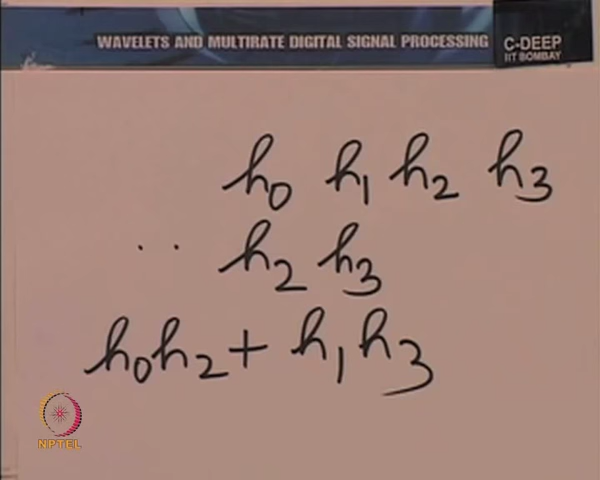 WAVELETS AND MULTIRATE DIGITAL SIGNAL PROCESSING
C-DEEP
IIT BOMBAY
h₀ h₁ h₂ h₃
.. h₂ h₃
h₀h₂ + h₁h₃
NPTEL